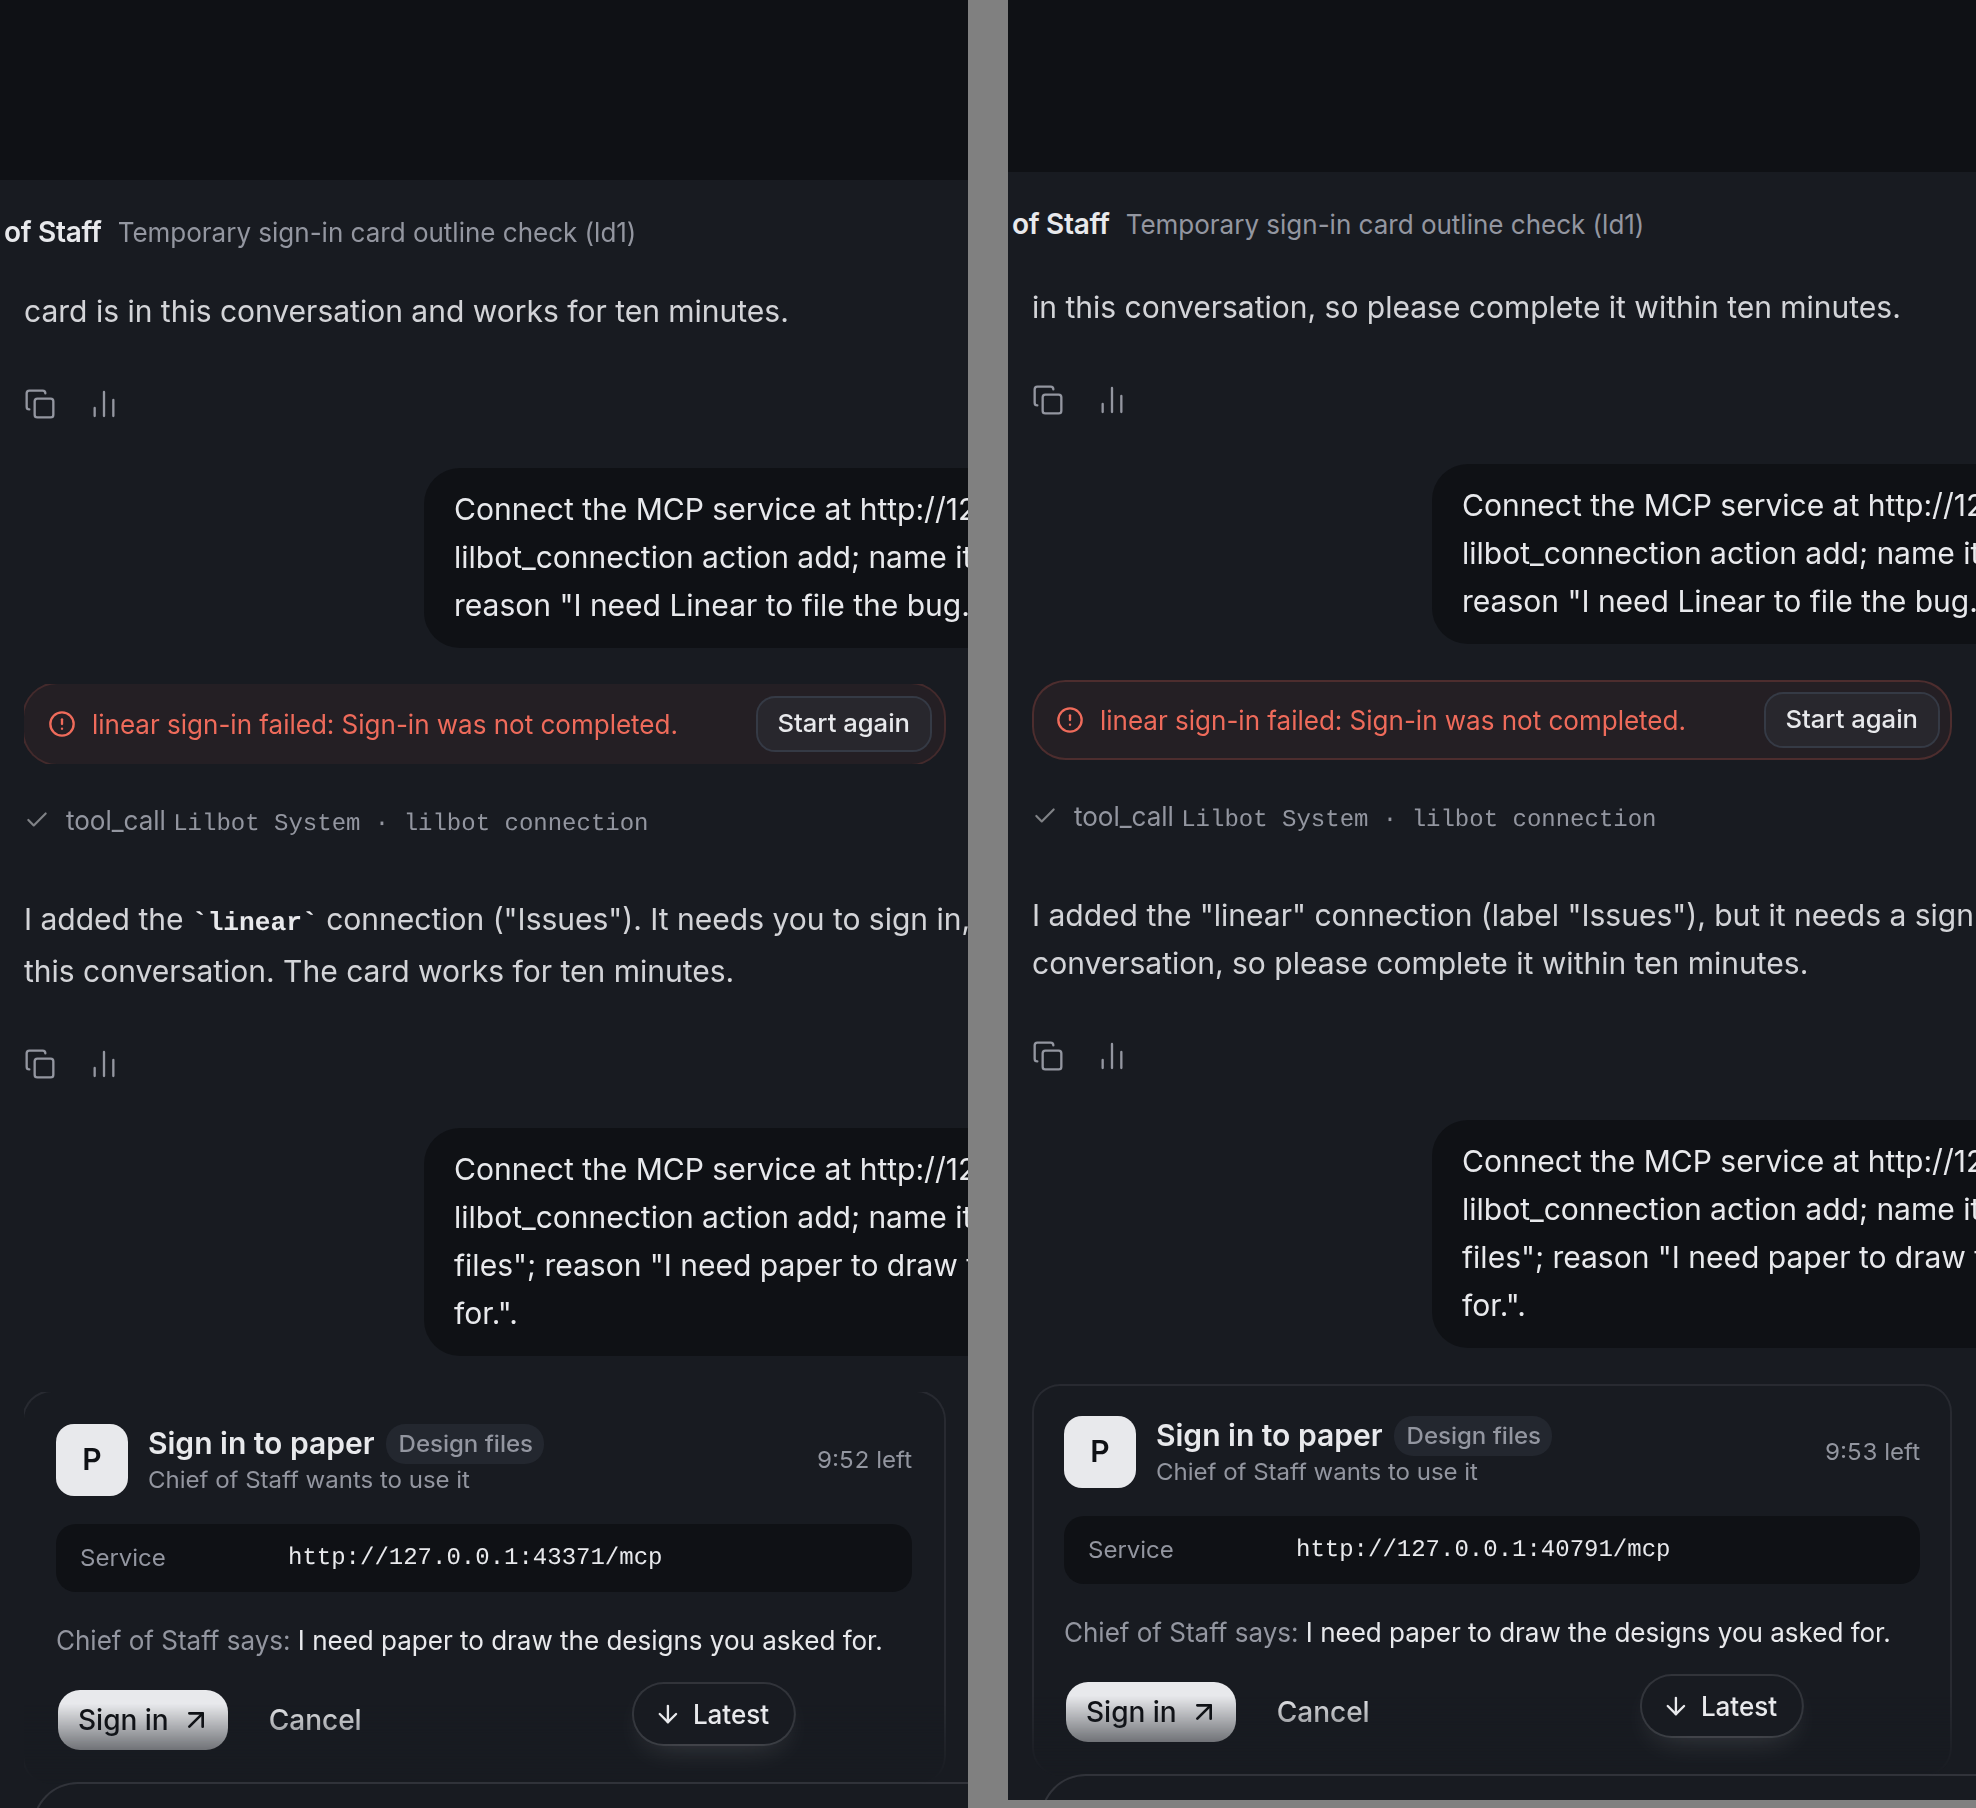 of Staff Temporary sign-in card outline check (ld1)
card is in this conversation and works for ten minutes.
Connect the MCP service at http://12
lilbot_connection action add; name it
reason "I need Linear to file the bug.
linear sign-in failed: Sign-in was not completed. Start again
tool_call Lilbot System · lilbot connection
I added the `linear` connection ("Issues"). It needs you to sign in,
this conversation. The card works for ten minutes.
Connect the MCP service at http://12
lilbot_connection action add; name it
files"; reason "I need paper to draw
for.".
P
Sign in to paper Design files
Chief of Staff wants to use it
9:52 left
Service http://127.0.0.1:43371/mcp
Chief of Staff says: I need paper to draw the designs you asked for.
Sign in Cancel Latest
of Staff Temporary sign-in card outline check (ld1)
in this conversation, so please complete it within ten minutes.
Connect the MCP service at http://12
lilbot_connection action add; name it
reason "I need Linear to file the bug.
linear sign-in failed: Sign-in was not completed. Start again
tool_call Lilbot System · lilbot connection
I added the "linear" connection (label "Issues"), but it needs a sign
conversation, so please complete it within ten minutes.
Connect the MCP service at http://12
lilbot_connection action add; name it
files"; reason "I need paper to draw
for.".
P
Sign in to paper Design files
Chief of Staff wants to use it
9:53 left
Service http://127.0.0.1:40791/mcp
Chief of Staff says: I need paper to draw the designs you asked for.
Sign in Cancel Latest